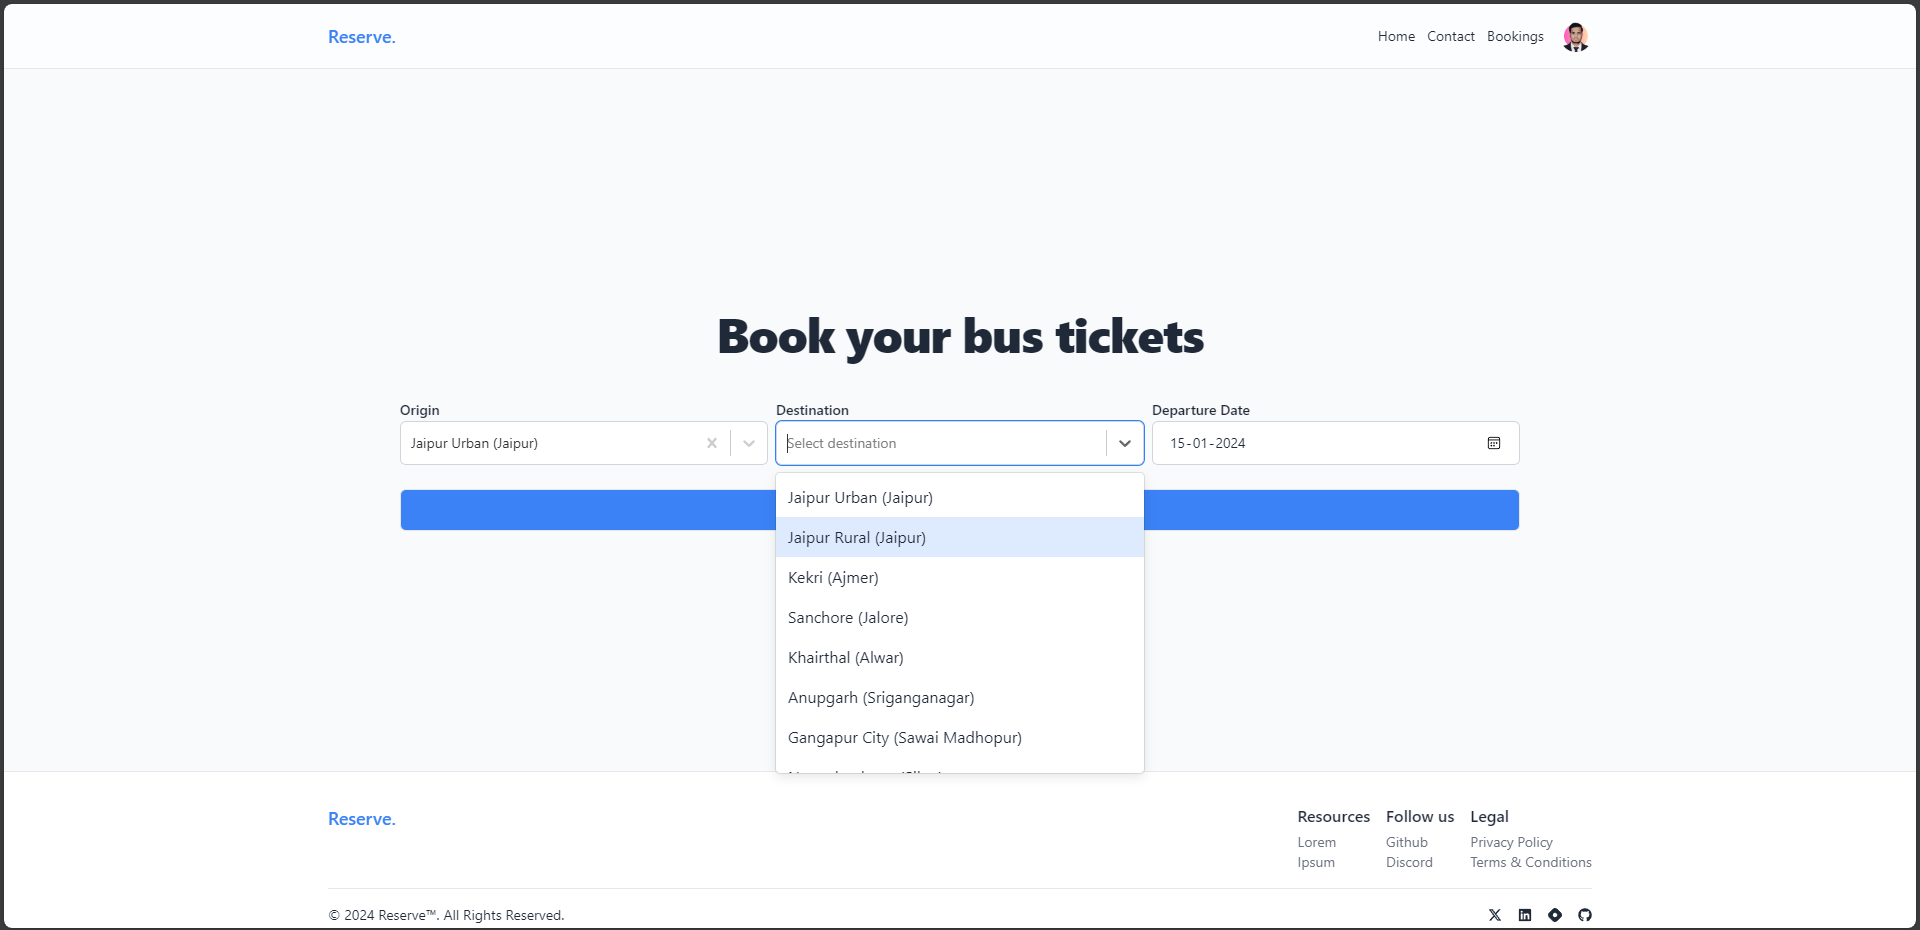 Reserve.
Home Contact Bookings
Book your bus tickets
Origin Destination Departure Date
Jaipur Urban (Jaipur) Select destination 15-01-2024
Jaipur Urban (Jaipur)
Jaipur Rural (Jaipur)
Kekri (Ajmer)
Sanchore (Jalore)
Khairthal (Alwar)
Anupgarh (Sriganganagar)
Gangapur City (Sawai Madhopur)
Reserve.
Resources Follow us Legal
Lorem Github Privacy Policy
Ipsum Discord Terms & Conditions
© 2024 Reserve™. All Rights Reserved.